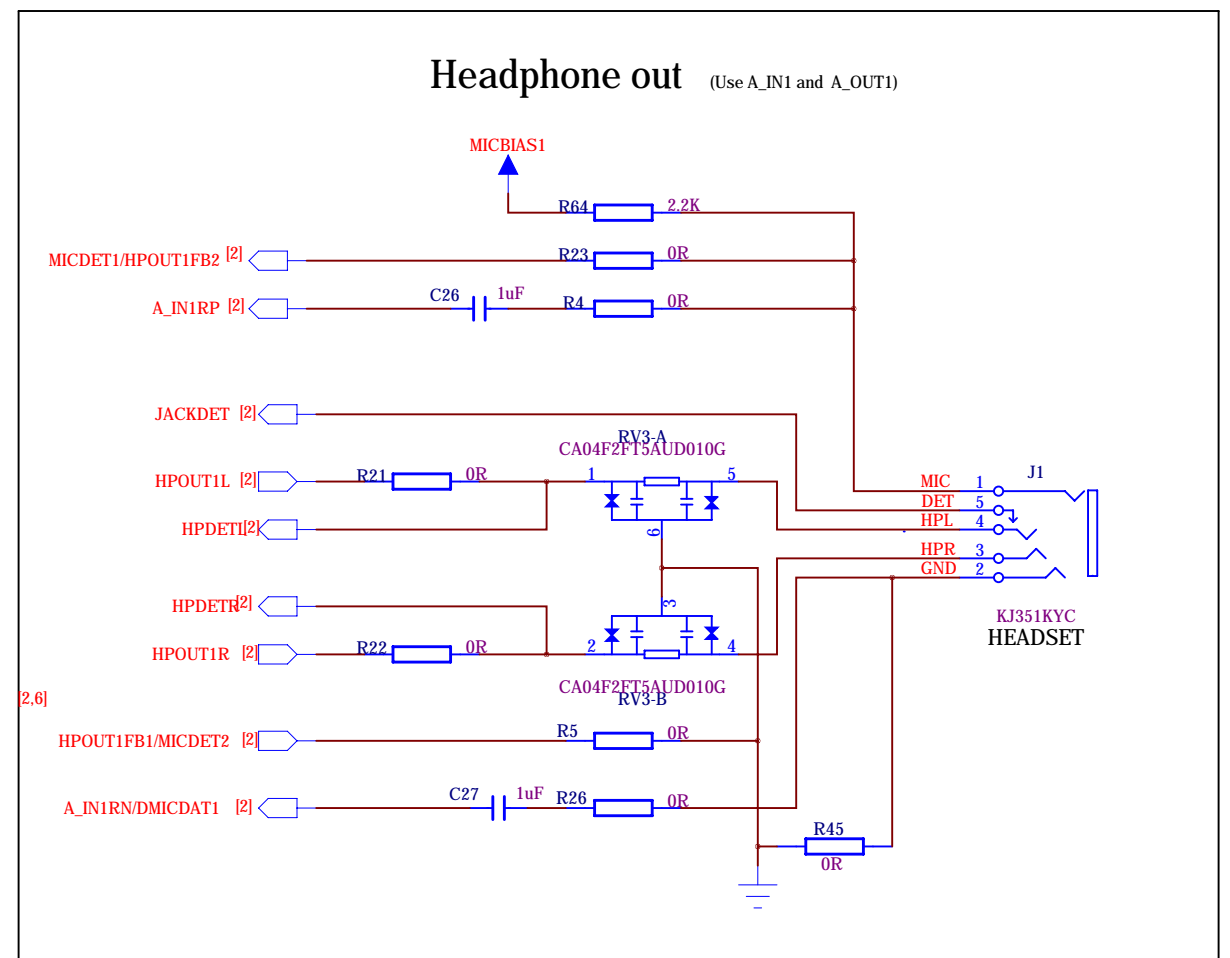 Headphone out (Use A_IN1 and A_OUT1)
MICBIAS1
R64 2.2K
MICDET1/HPOUT1FB2 [2] R23 0R
A_IN1RP [2] C26 1uF R4 0R
JACKDET [2]
RV3-A
CA04F2FT5AUD010G
HPOUT1L [2] R21 0R 1 5
HPDETL [2] 6
MIC 1 J1
DET 5
HPL 4
HPR 3
GND 2
KJ351KYC
HEADSET
HPDETR [2] 3
HPOUT1R [2] R22 0R 2 4
CA04F2FT5AUD010G
RV3-B
[2,6]
HPOUT1FB1/MICDET2 [2] R5 0R
A_IN1RN/DMICDAT1 [2] C27 1uF R26 0R
R45
0R